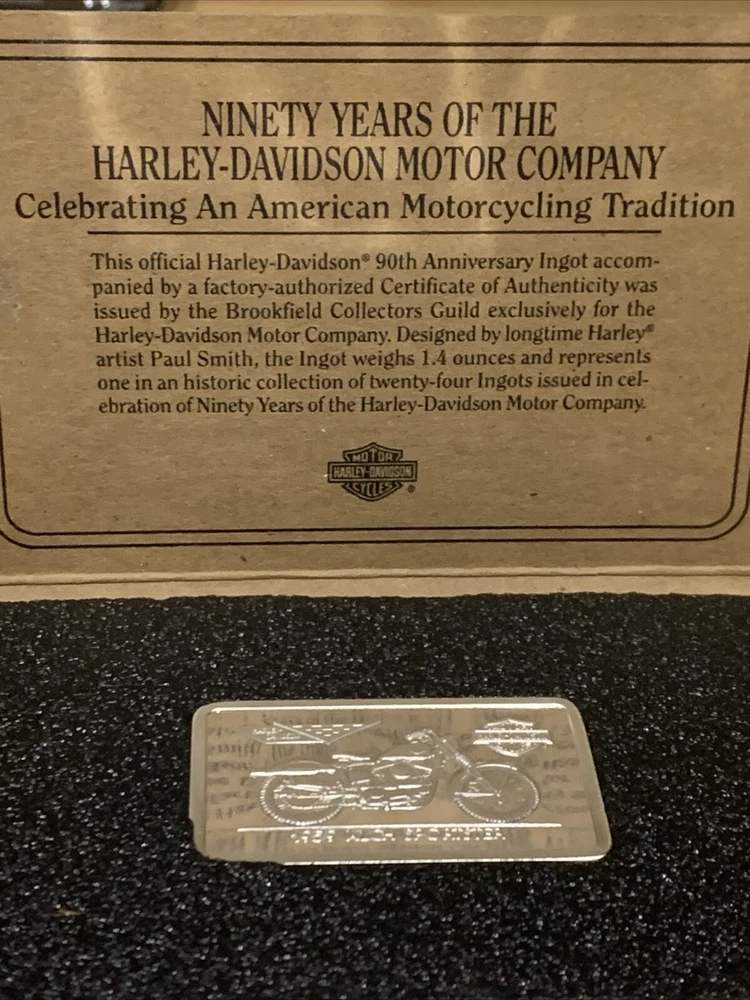 NINETY YEARS OF THE
HARLEY-DAVIDSON MOTOR COMPANY
Celebrating An American Motorcycling Tradition
This official Harley-Davidson® 90th Anniversary Ingot accom-
panied by a factory-authorized Certificate of Authenticity was
issued by the Brookfield Collectors Guild exclusively for the
Harley-Davidson Motor Company. Designed by longtime Harley®
artist Paul Smith, the Ingot weighs 1.4 ounces and represents
one in an historic collection of twenty-four Ingots issued in cel-
ebration of Ninety Years of the Harley-Davidson Motor Company.
MOTOR
HARLEY-DAVIDSON
CYCLES ®
1959 XLCH SPORTSTER